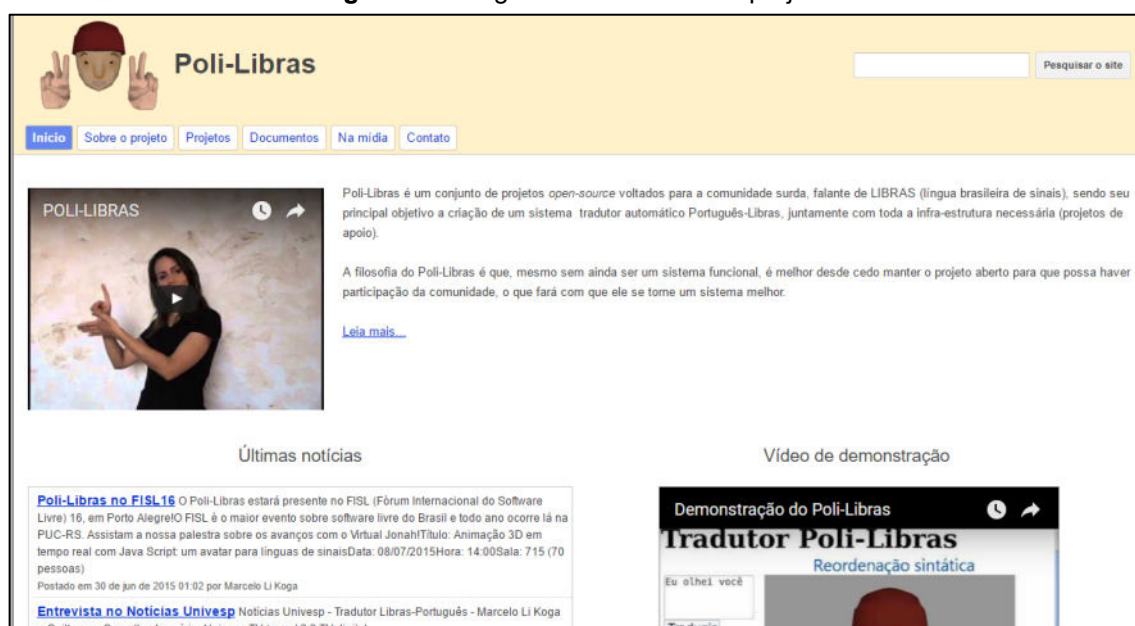 Poli-Libras
Pesquisar o site
Início
Sobre o projeto
Projetos
Documentos
Na mídia
Contato
POLI-LIBRAS
Poli-Libras é um conjunto de projetos open-source voltados para a comunidade surda, falante de LIBRAS (língua brasileira de sinais), sendo seu
principal objetivo a criação de um sistema tradutor automático Português-Libras, juntamente com toda a infra-estrutura necessária (projetos de
apoio).
A filosofia do Poli-Libras é que, mesmo sem ainda ser um sistema funcional, é melhor desde cedo manter o projeto aberto para que possa haver
participação da comunidade, o que fará com que ele se torne um sistema melhor.
Leia mais...
Últimas notícias
Poli-Libras no FISL16 O Poli-Libras estará presente no FISL (Fórum Internacional do Software
Livre) 16, em Porto Alegre!O FISL é o maior evento sobre software livre do Brasil e todo ano ocorre lá na
PUC-RS. Assistam a nossa palestra sobre os avanços com o Virtual Jonah!Título: Animação 3D em
tempo real com Java Script: um avatar para línguas de sinaisData: 08/07/2015Hora: 14:00Sala: 715 (70
pessoas)
Postado em 30 de jun de 2015 01:02 por Marcelo Li Koga
Entrevista no Notícias Univesp Notícias Univesp - Tradutor Libras-Português - Marcelo Li Koga
Vídeo de demonstração
Demonstração do Poli-Libras
Tradutor Poli-Libras
Reordenação sintática
Eu olhei você